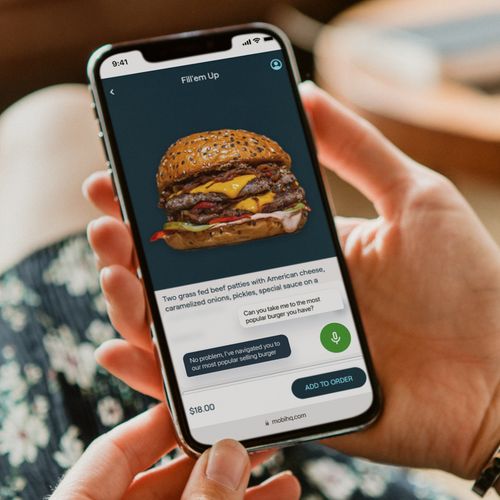 9:41
Fill'em Up
Two grass fed beef patties with American cheese,
caramelized onions, pickles, special sauce on a
Can you take me to the most
popular burger you have?
No problem, I've navigated you to
our most popular selling burger
$18.00
ADD TO ORDER
mobihq.com